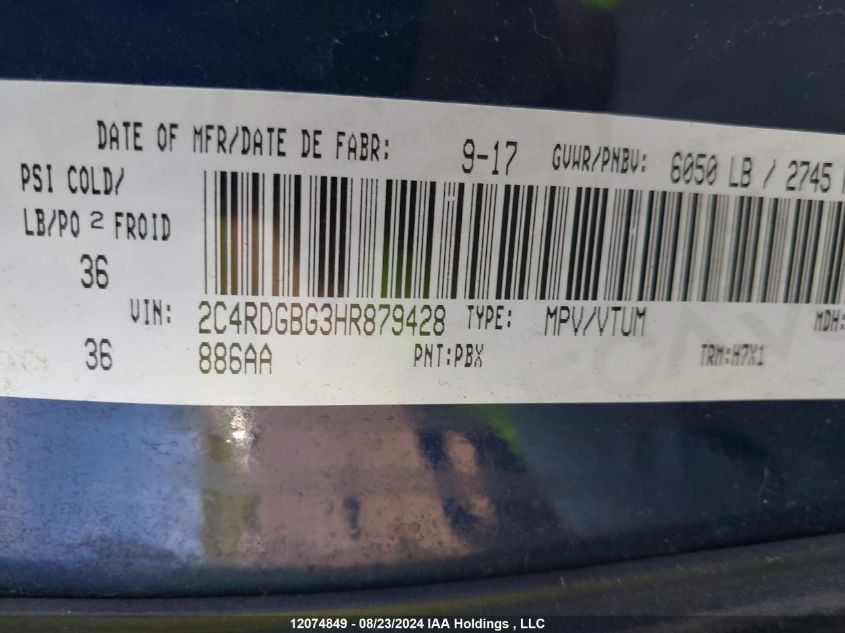 DATE OF MFR/DATE DE FABR: 9-17 GVWR/PNBV: 6050 LB / 2745
PSI COLD/
LB/PO 2 FROID
36
VIN: 2C4RDGBG3HR879428 TYPE: MPV/VTUM MDH:
36 886AA PNT:PBX TRM:H7X1
12074849 - 08/23/2024 IAA Holdings , LLC